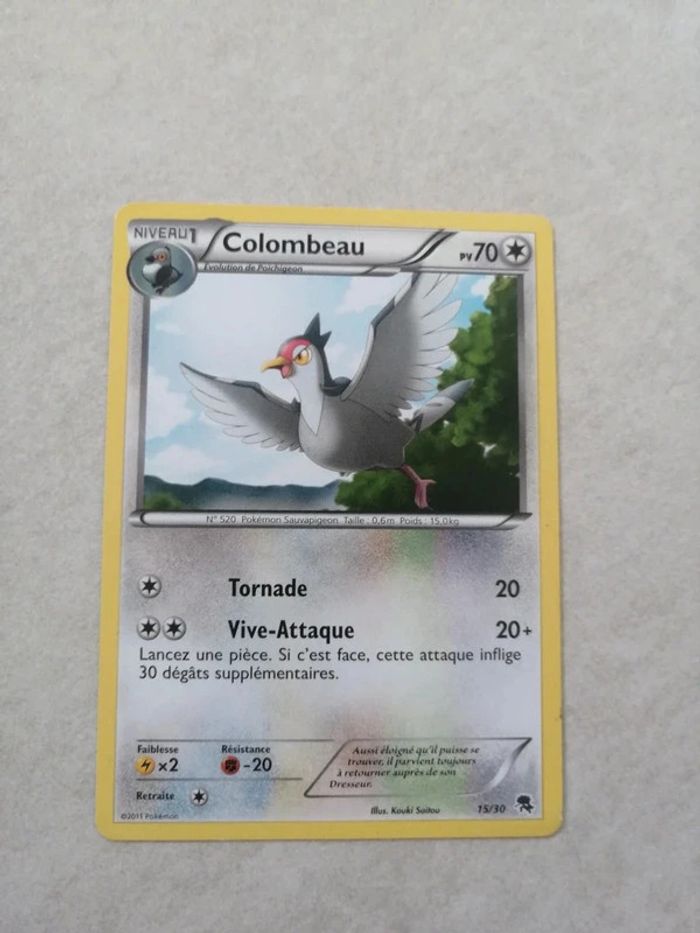 NIVEAU 1
Colombeau
PV 70
Évolution de Poichigeon
N° 520 Pokémon Sauvapigeon Taille : 0,6m Poids : 15,0kg
Tornade 20
Vive-Attaque 20+
Lancez une pièce. Si c'est face, cette attaque inflige
30 dégâts supplémentaires.
Faiblesse
x2
Résistance
-20
Retraite
Aussi éloigné qu'il puisse se
trouver, il parvient toujours
à retourner auprès de son
Dresseur.
©2011 Pokémon
Illus. Kouki Saitou
15/30